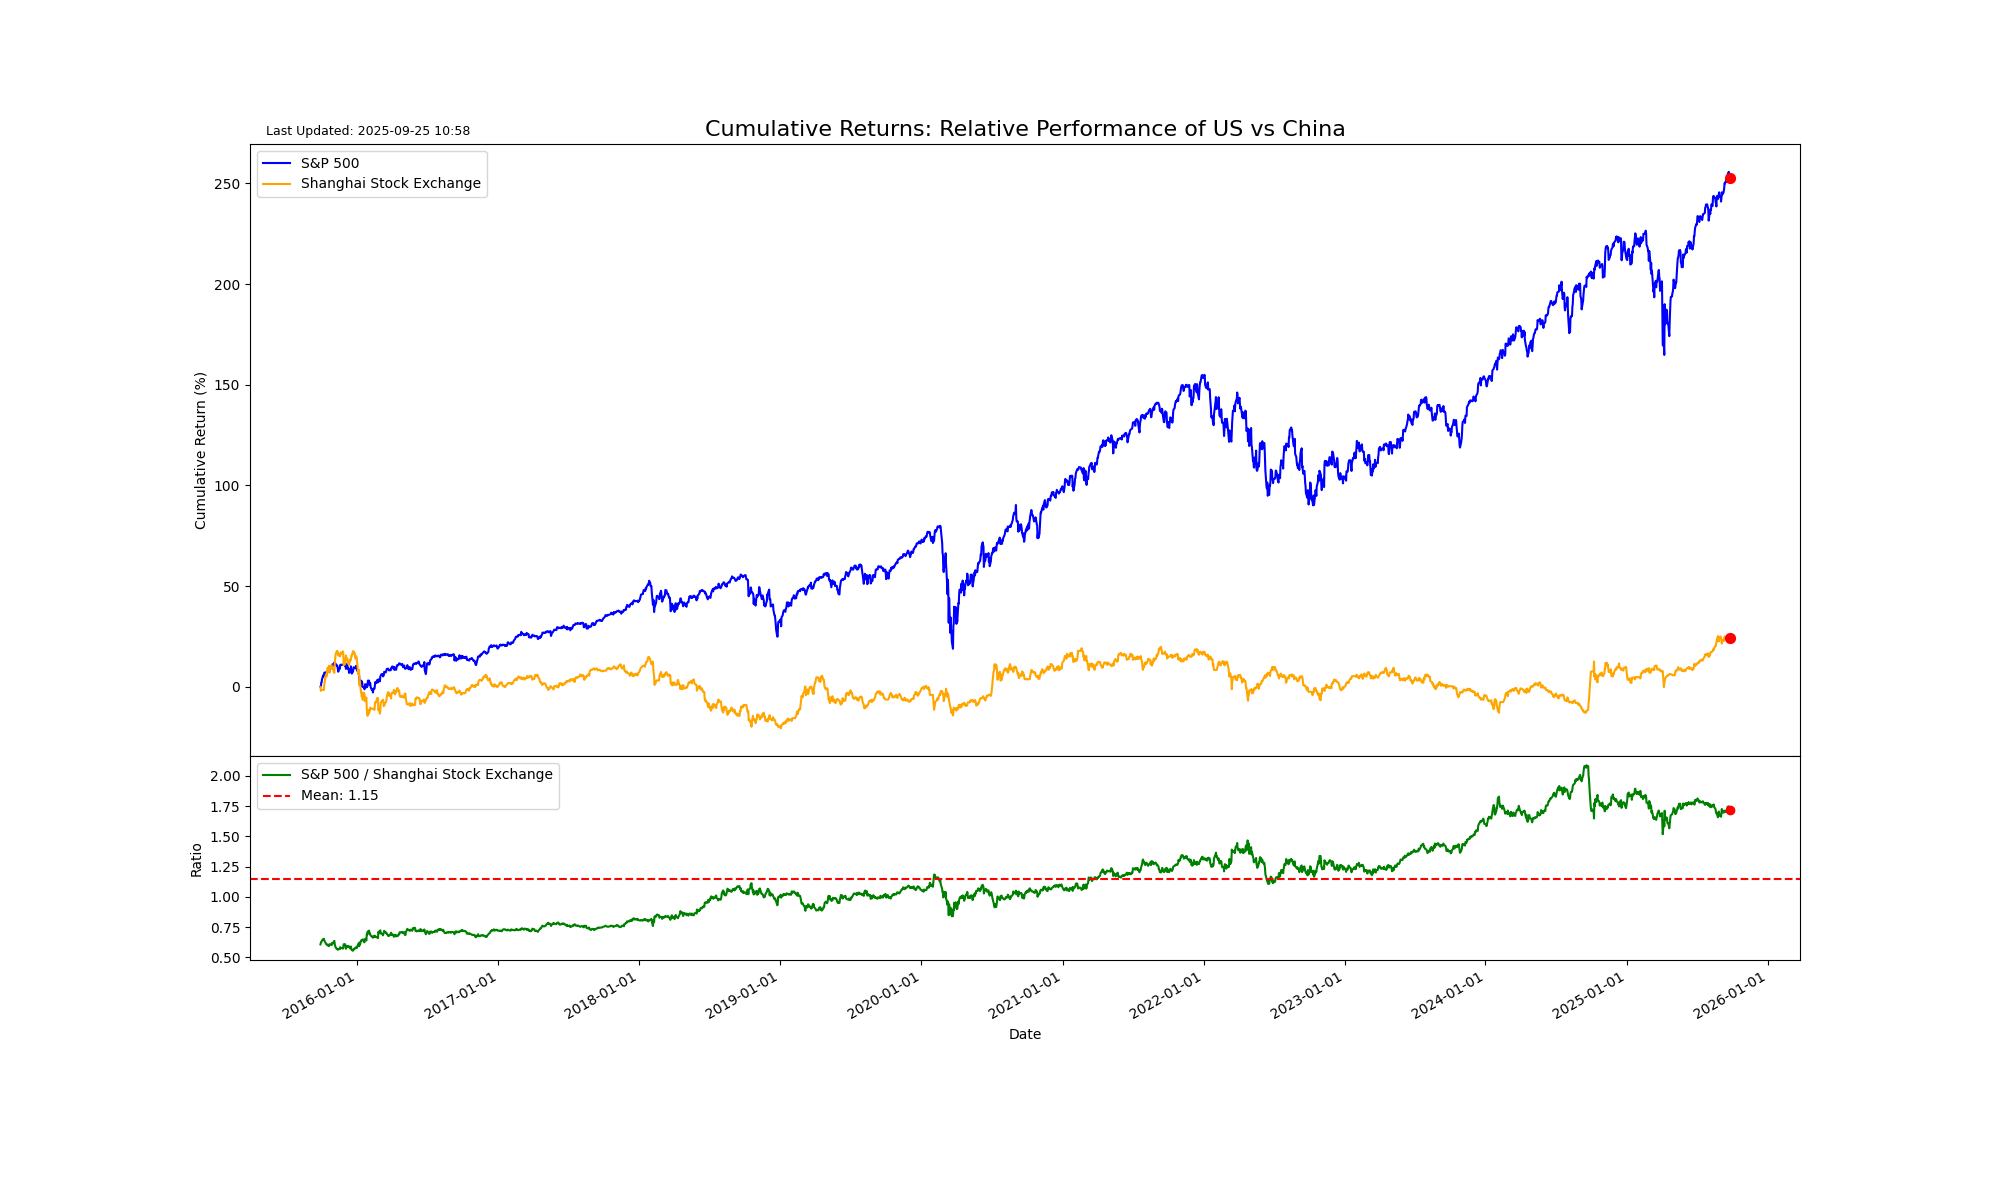 Last Updated: 2025-09-25 10:58
Cumulative Returns: Relative Performance of US vs China
S&P 500
Shanghai Stock Exchange
250
200
150
100
50
0
Cumulative Return (%)
S&P 500 / Shanghai Stock Exchange
Mean: 1.15
2.00
1.75
1.50
1.25
1.00
0.75
0.50
Ratio
2016-01-01
2017-01-01
2018-01-01
2019-01-01
2020-01-01
2021-01-01
2022-01-01
2023-01-01
2024-01-01
2025-01-01
2026-01-01
Date